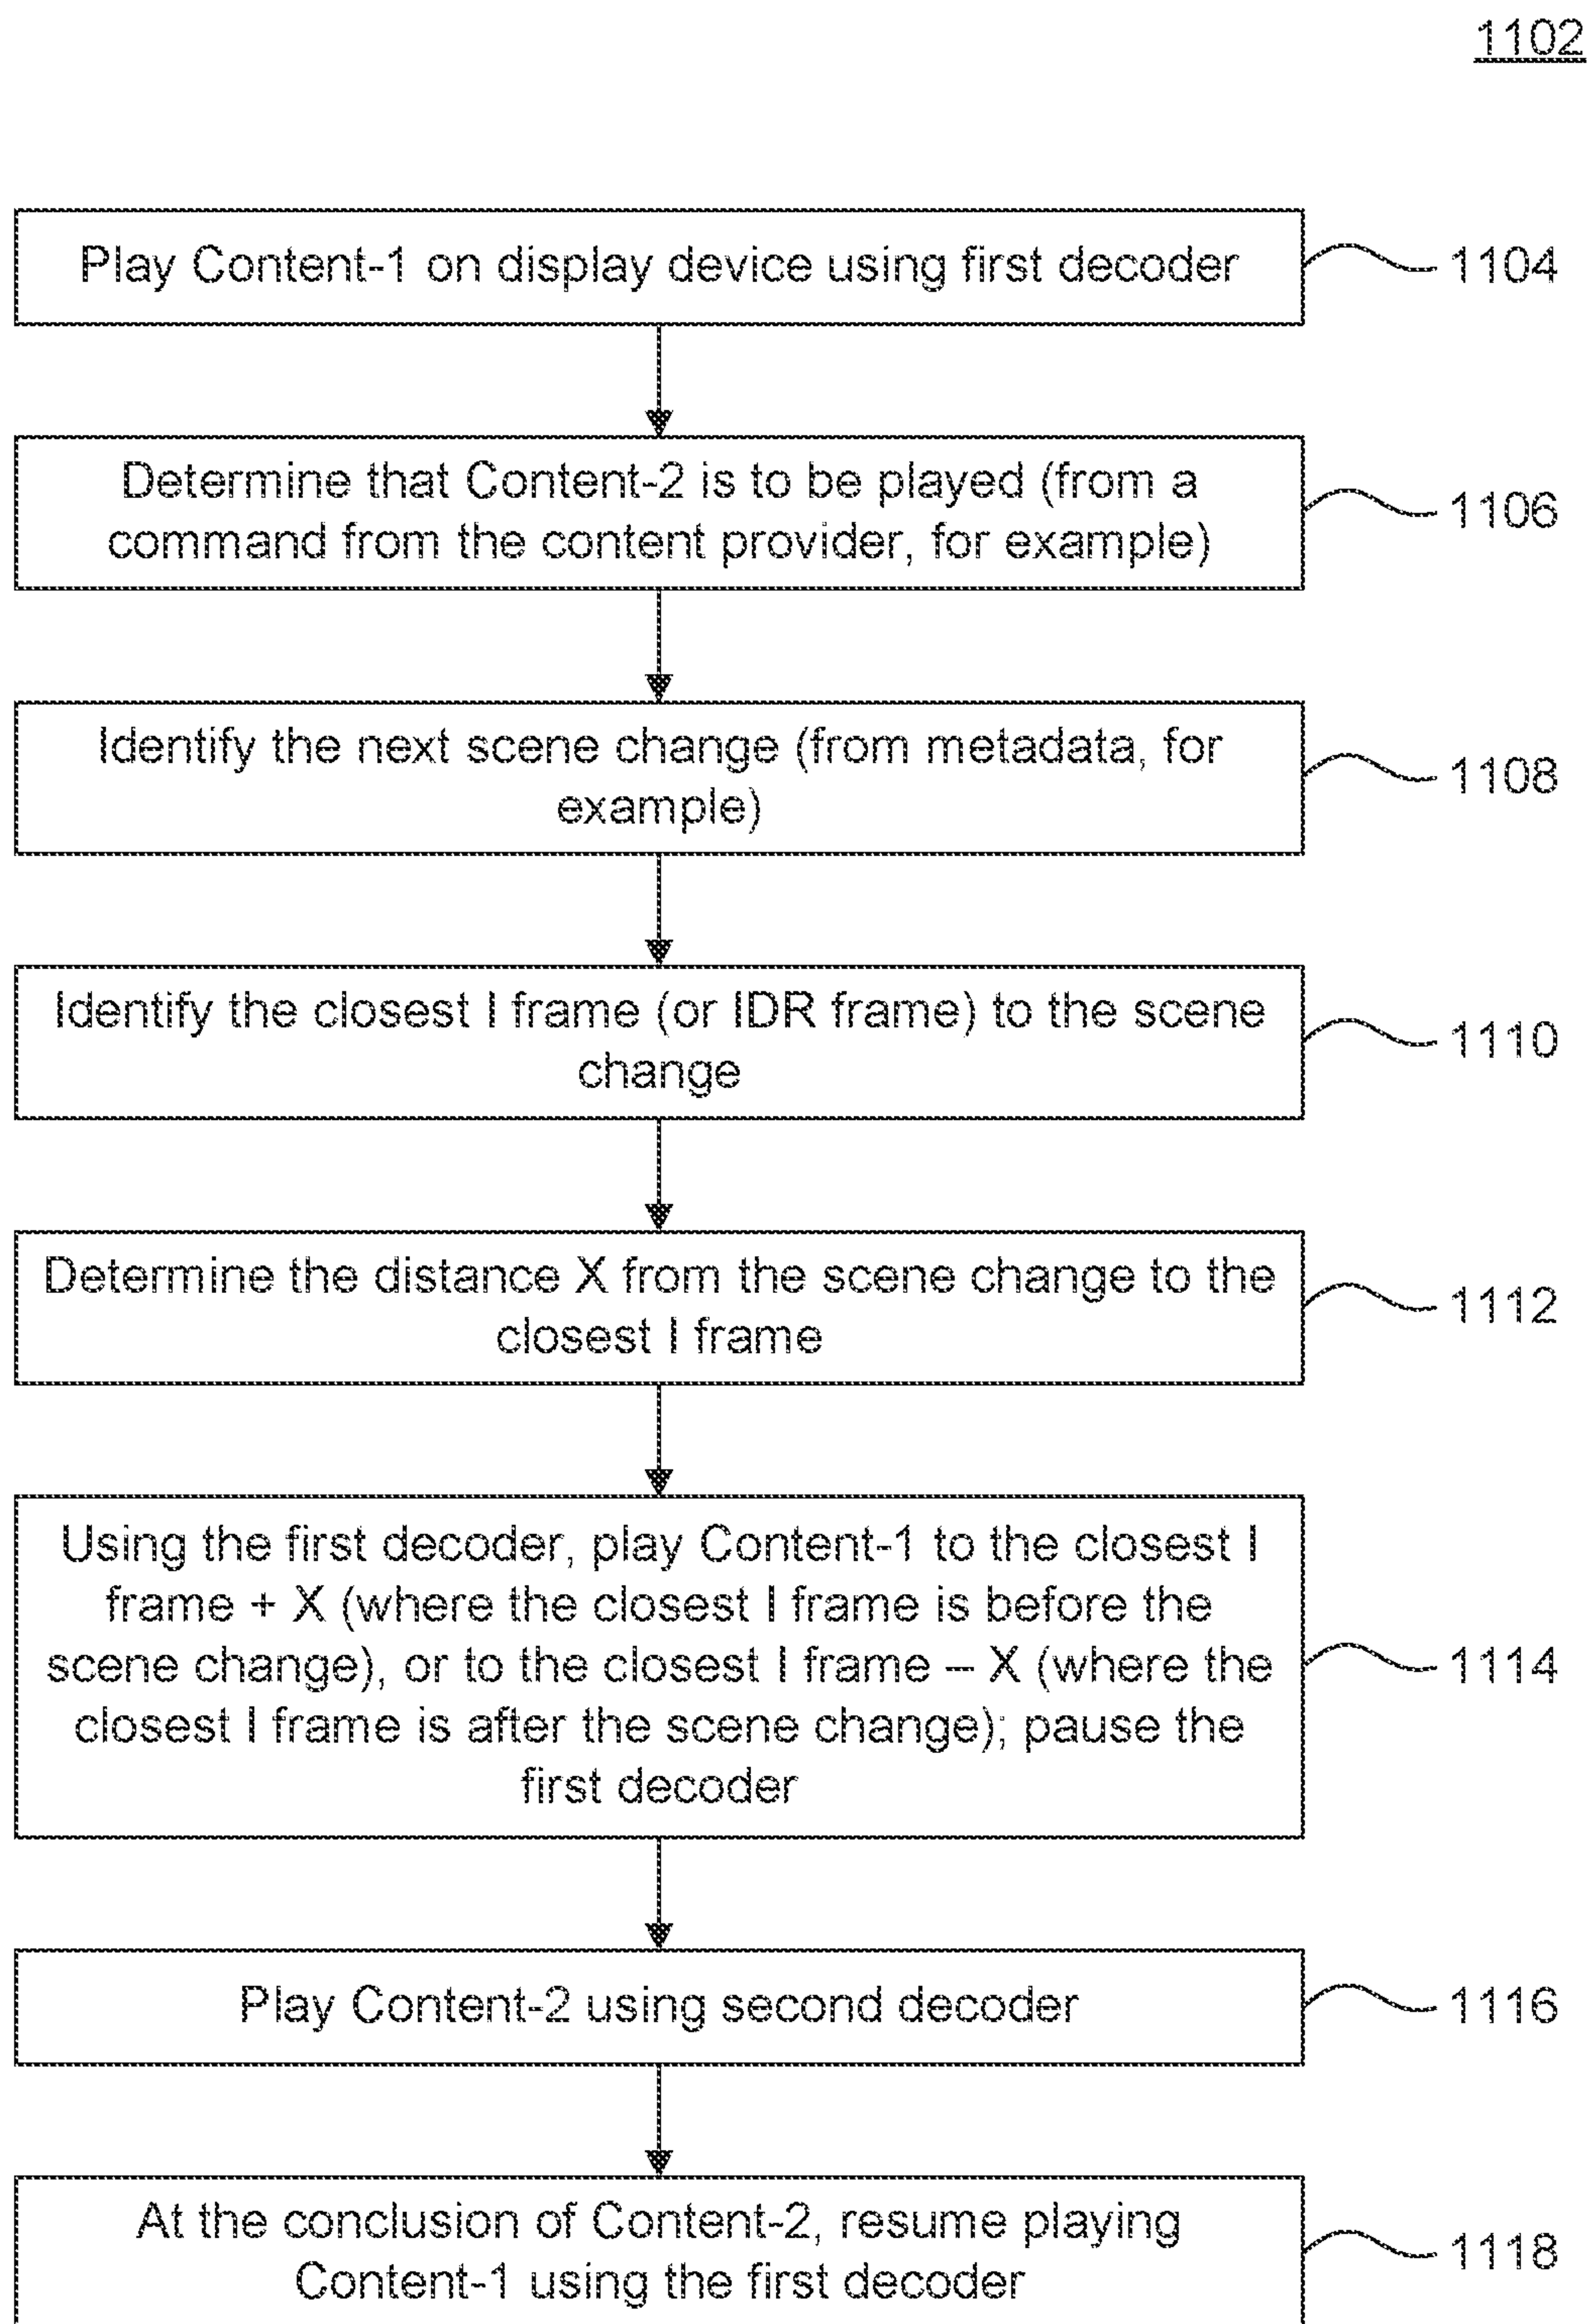 1102
Play Content-1 on display device using first decoder
1104
Determine that Content-2 is to be played (from a
command from the content provider, for example)
1106
Identify the next scene change (from metadata, for
example)
1108
Identify the closest I frame (or IDR frame) to the scene
change
1110
Determine the distance X from the scene change to the
closest I frame
1112
Using the first decoder, play Content-1 to the closest I
frame + X (where the closest I frame is before the
scene change), or to the closest I frame – X (where the
closest I frame is after the scene change); pause the
first decoder
1114
Play Content-2 using second decoder
1116
At the conclusion of Content-2, resume playing
Content-1 using the first decoder
1118